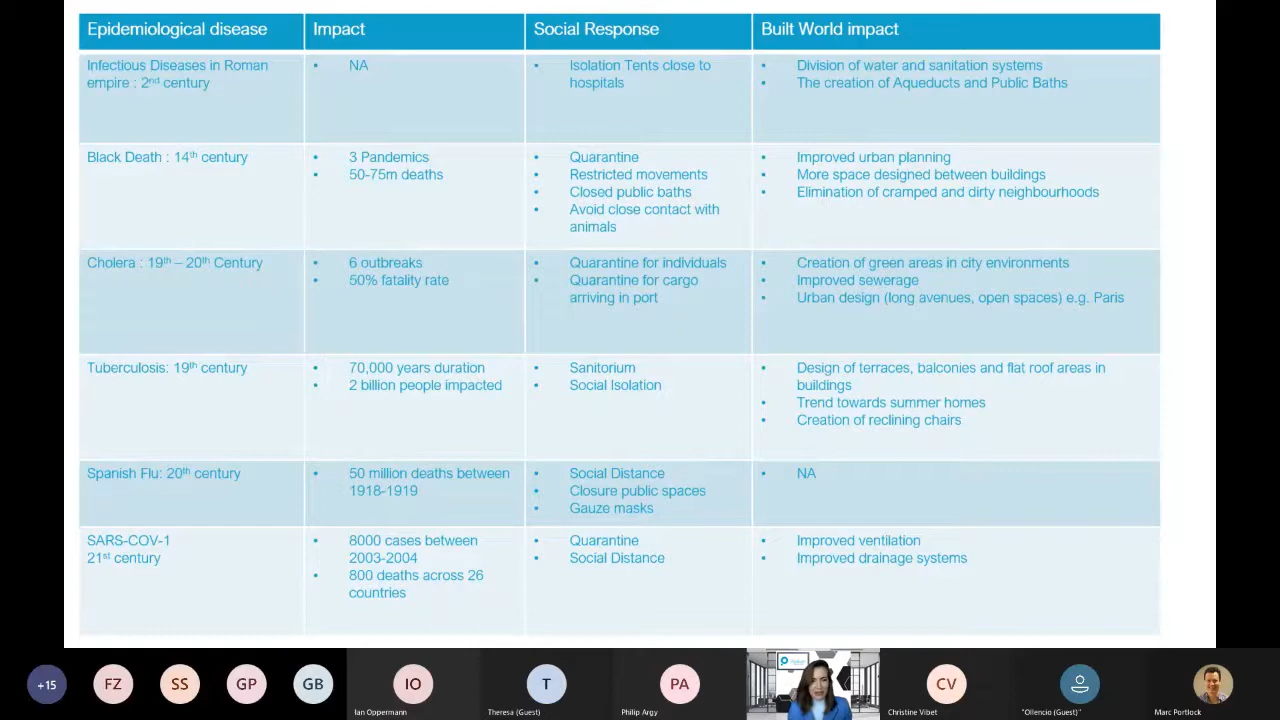 Epidemiological disease
Impact
Social Response
Built World impact
Infectious Diseases in Roman
empire : 2nd century
• NA
• Isolation Tents close to
hospitals
• Division of water and sanitation systems
• The creation of Aqueducts and Public Baths
Black Death : 14th century
• 3 Pandemics
• 50-75m deaths
• Quarantine
• Restricted movements
• Closed public baths
• Avoid close contact with
animals
• Improved urban planning
• More space designed between buildings
• Elimination of cramped and dirty neighbourhoods
Cholera : 19th – 20th Century
• 6 outbreaks
• 50% fatality rate
• Quarantine for individuals
• Quarantine for cargo
arriving in port
• Creation of green areas in city environments
• Improved sewerage
• Urban design (long avenues, open spaces) e.g. Paris
Tuberculosis: 19th century
• 70,000 years duration
• 2 billion people impacted
• Sanitorium
• Social Isolation
• Design of terraces, balconies and flat roof areas in
buildings
• Trend towards summer homes
• Creation of reclining chairs
Spanish Flu: 20th century
• 50 million deaths between
1918-1919
• Social Distance
• Closure public spaces
• Gauze masks
• NA
SARS-COV-1
21st century
• 8000 cases between
2003-2004
• 800 deaths across 26
countries
• Quarantine
• Social Distance
• Improved ventilation
• Improved drainage systems
+15
FZ
SS
GP
GB
IO
Ian Oppermann
T
Theresa (Guest)
PA
Philip Argy
CV
Christine Vibet
"Ollencio (Guest)"
Marc Portlock